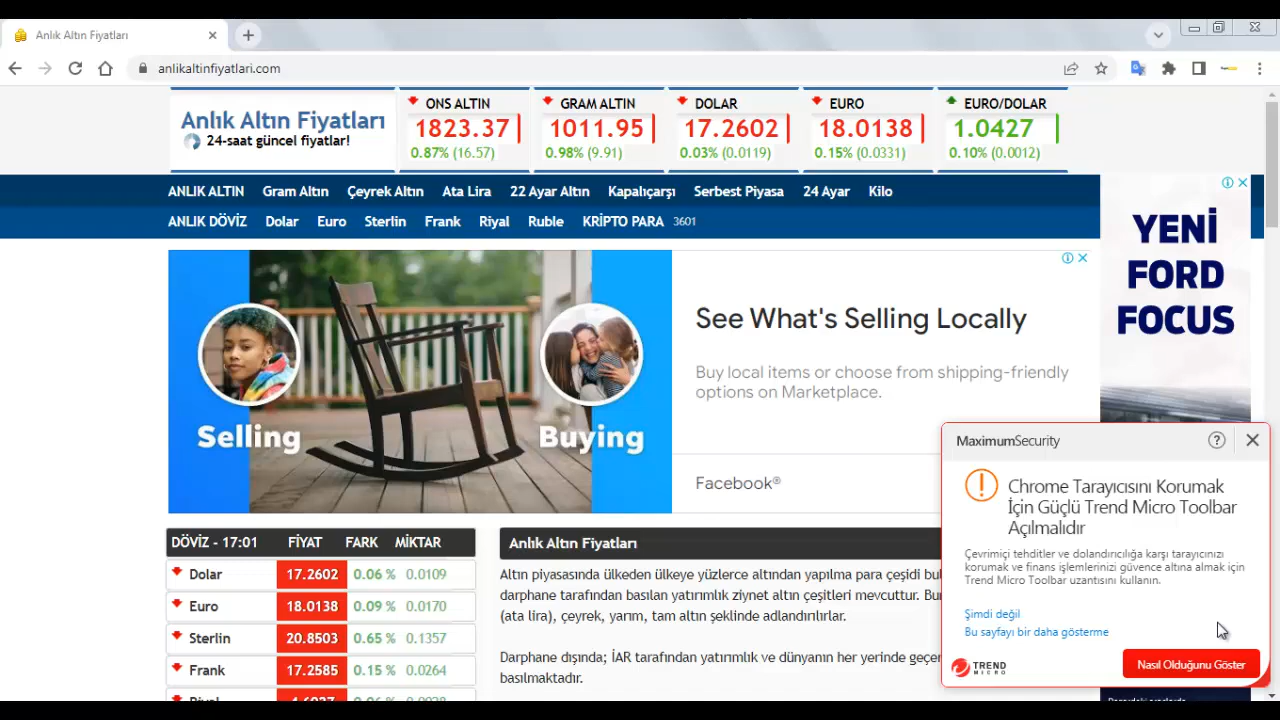 Anlık Altın Fiyatları
anlikaltinfiyatlari.com
Anlık Altın Fiyatları
24-saat güncel fiyatlar!
ONS ALTIN
1823.37
0.87% (16.57)
GRAM ALTIN
1011.95
0.98% (9.91)
DOLAR
17.2602
0.03% (0.0119)
EURO
18.0138
0.15% (0.0331)
EURO/DOLAR
1.0427
0.10% (0.0012)
ANLIK ALTIN Gram Altın Çeyrek Altın Ata Lira 22 Ayar Altın Kapalıçarşı Serbest Piyasa 24 Ayar Kilo
ANLIK DÖVİZ Dolar Euro Sterlin Frank Riyal Ruble KRİPTO PARA 3601
YENİ
FORD
FOCUS
Selling
Buying
See What's Selling Locally
Buy local items or choose from shipping-friendly
options on Marketplace.
Facebook®
DÖVİZ - 17:01 FİYAT FARK MİKTAR
Dolar 17.2602 0.06 % 0.0109
Euro 18.0138 0.09 % 0.0170
Sterlin 20.8503 0.65 % 0.1357
Frank 17.2585 0.15 % 0.0264
Anlık Altın Fiyatları
Altın piyasasında ülkeden ülkeye yüzlerce altından yapılma para çeşidi
darphane tarafından basılan yatırımlık ziynet altın çeşitleri mevcuttur.
(ata lira), çeyrek, yarım, tam altın şeklinde adlandırılırlar.
Darphane dışında; İAR tarafından yatırımlık ve dünyanın her yerinde
basılmaktadır.
MaximumSecurity
Chrome Tarayıcısını Korumak
İçin Güçlü Trend Micro Toolbar
Açılmalıdır
Çevrimiçi tehditler ve dolandırıcılığa karşı tarayıcınızı
korumak ve finans işlemlerinizi güvence altına almak için
Trend Micro Toolbar uzantısını kullanın.
Şimdi değil
Bu sayfayı bir daha gösterme
TREND
MICRO
Nasıl Olduğunu Göster